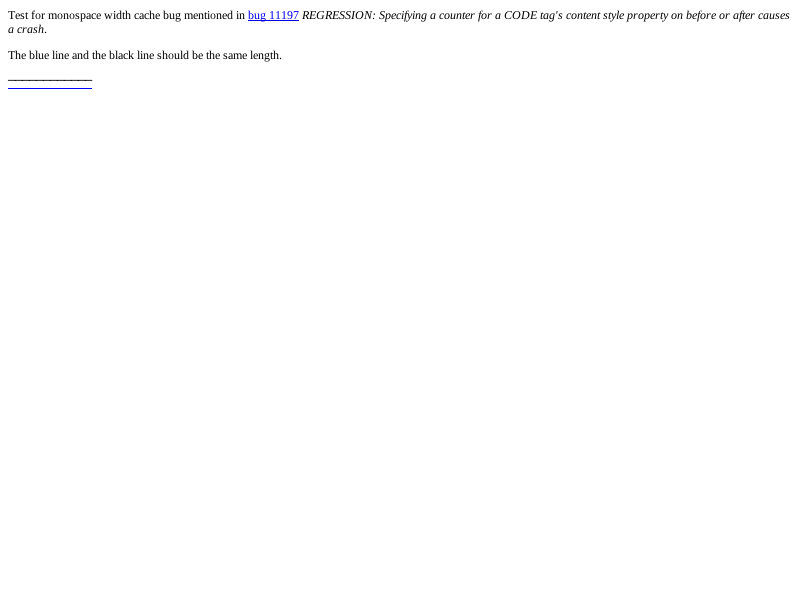 Test for monospace width cache bug mentioned in bug 11197 REGRESSION: Specifying a counter for a CODE tag's content style property on before or after causes
a crash.
The blue line and the black line should be the same length.
____________